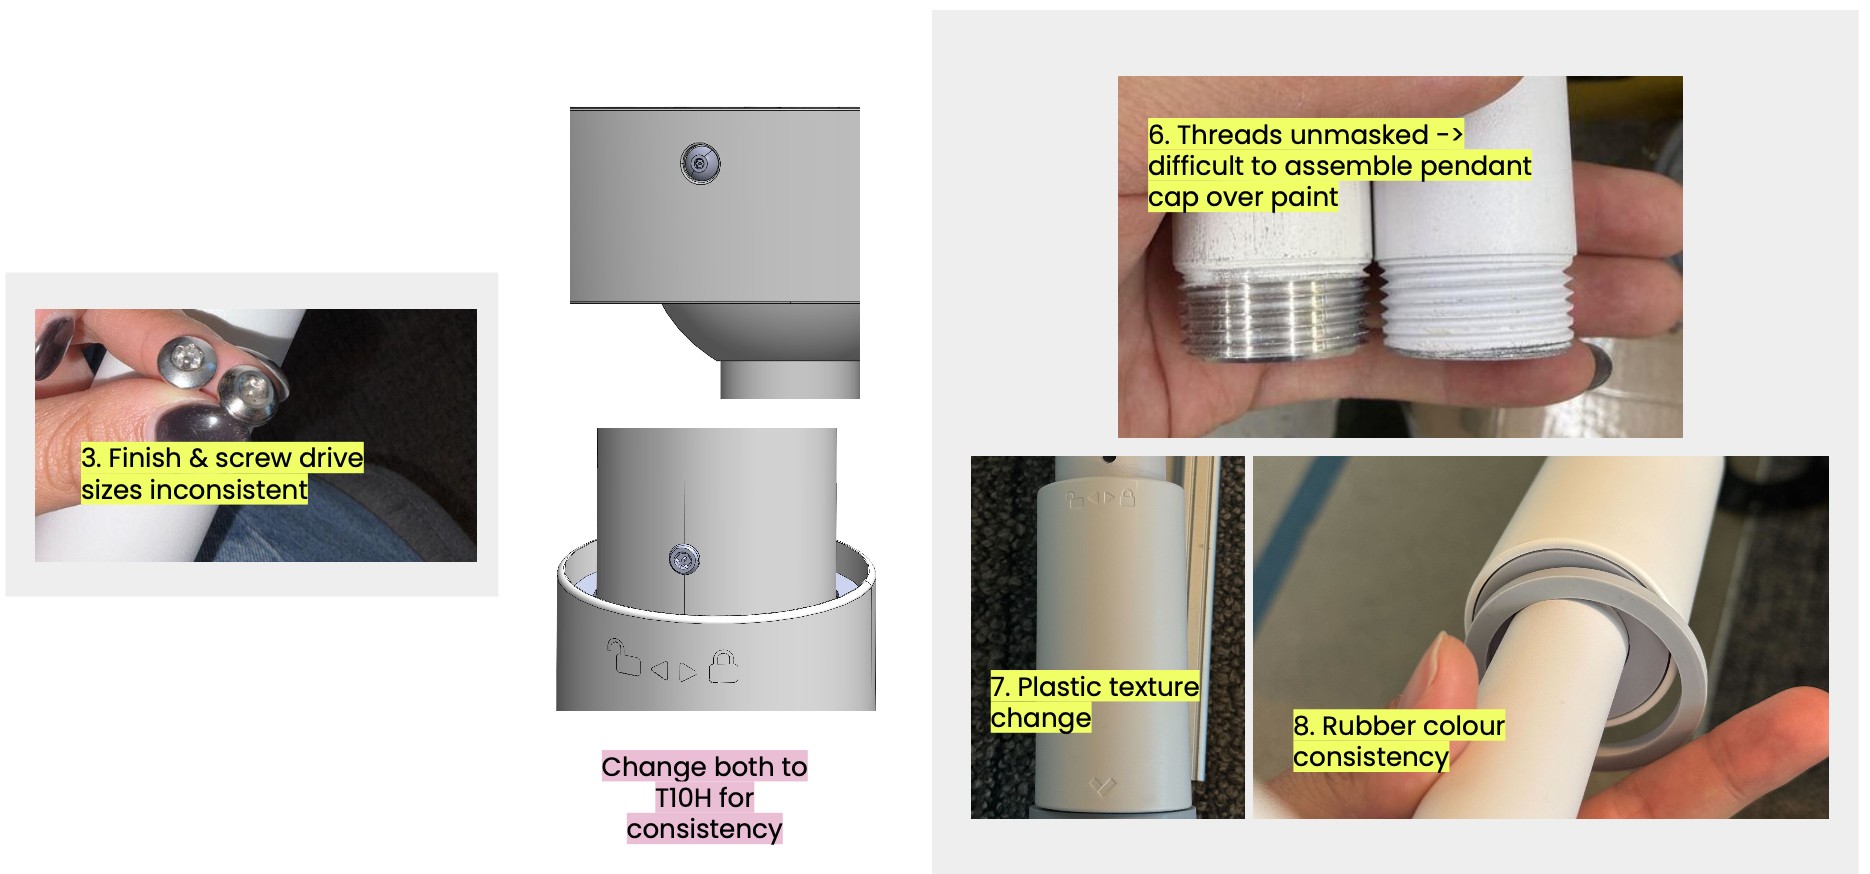 3. Finish & screw drive
sizes inconsistent
Change both to
T10H for
consistency
6. Threads unmasked ->
difficult to assemble pendant
cap over paint
7. Plastic texture
change
8. Rubber colour
consistency